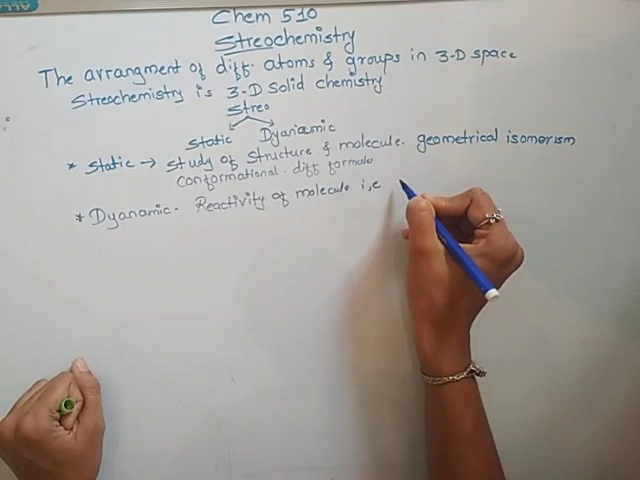 Chem 510
Streochemistry
The arrangment of diff. atoms & groups in 3-D space
Streochemistry is 3-D Solid chemistry
Streo
Static Dyanamic
* Static → Study of structure & molecule. geometrical isomerism
conformational. diff formula
* Dyanamic - Reactivity of molecule i,e